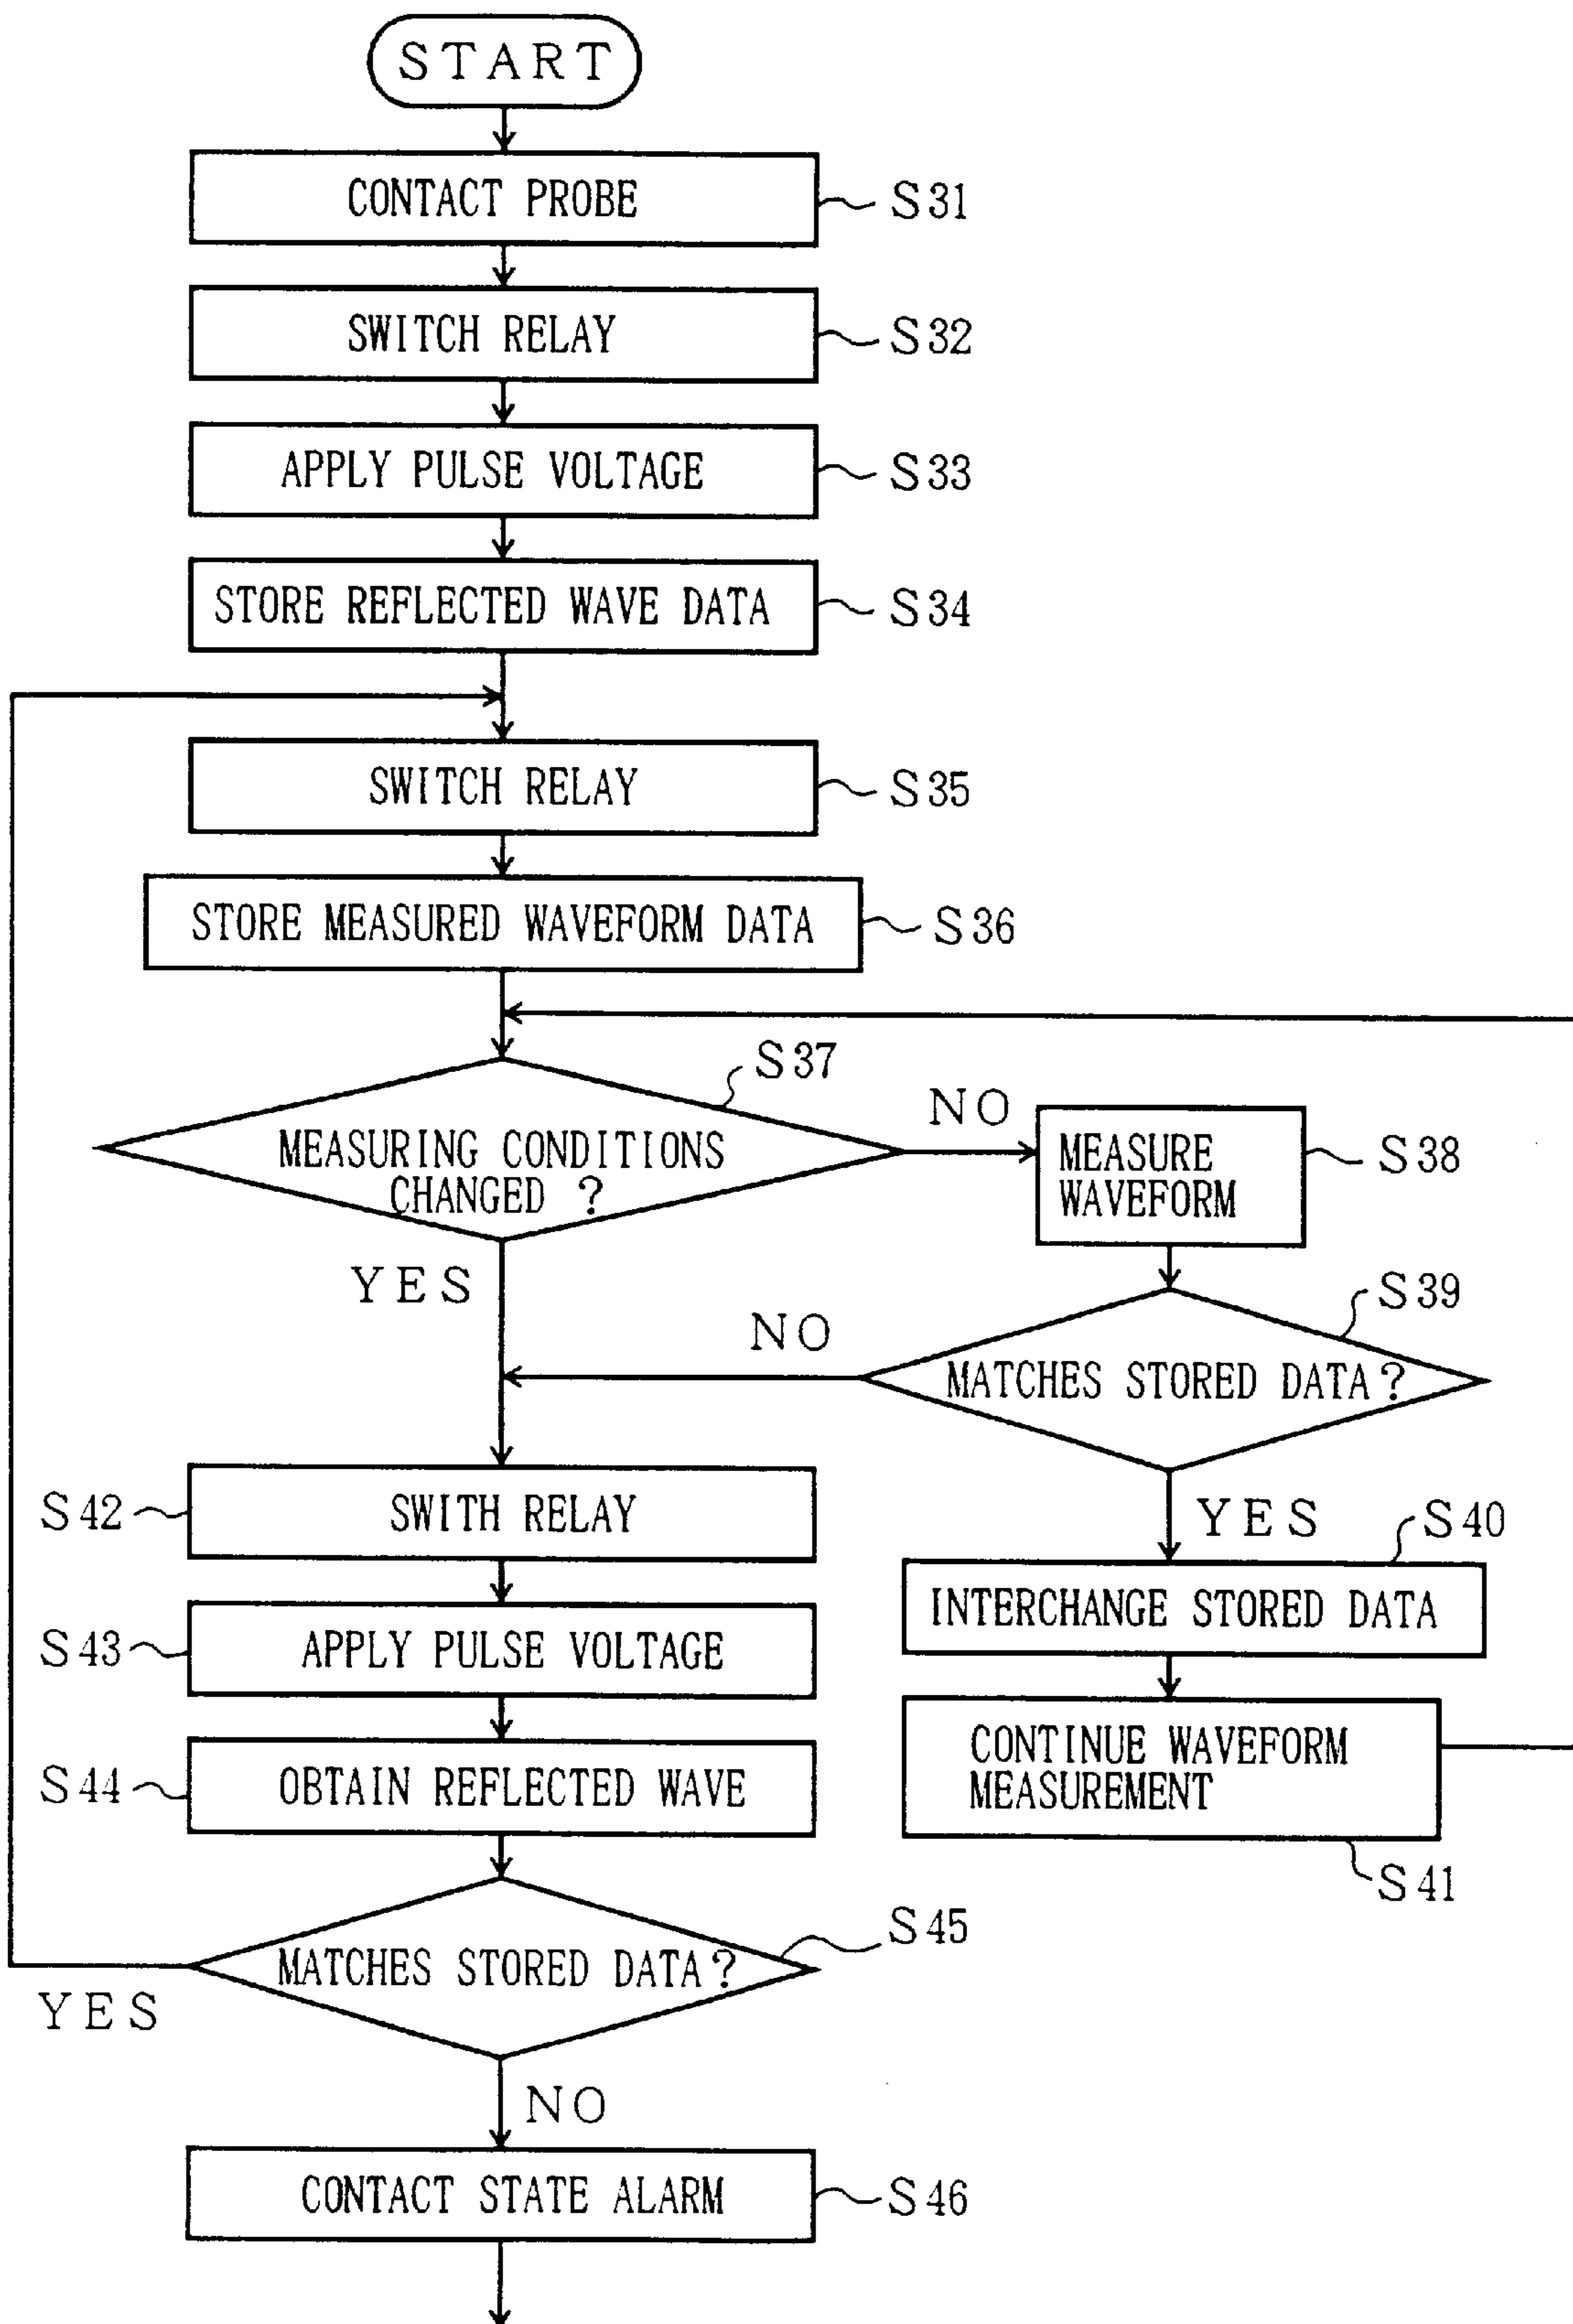 START
CONTACT PROBE
S31
SWITCH RELAY
S32
APPLY PULSE VOLTAGE
S33
STORE REFLECTED WAVE DATA
S34
SWITCH RELAY
S35
STORE MEASURED WAVEFORM DATA
S36
S37
MEASURING CONDITIONS
CHANGED ?
NO
MEASURE
WAVEFORM
S38
YES
S39
MATCHES STORED DATA ?
NO
YES
S40
INTERCHANGE STORED DATA
CONTINUE WAVEFORM
MEASUREMENT
S41
S42
SWITH RELAY
S43
APPLY PULSE VOLTAGE
S44
OBTAIN REFLECTED WAVE
S45
MATCHES STORED DATA ?
YES
NO
CONTACT STATE ALARM
S46